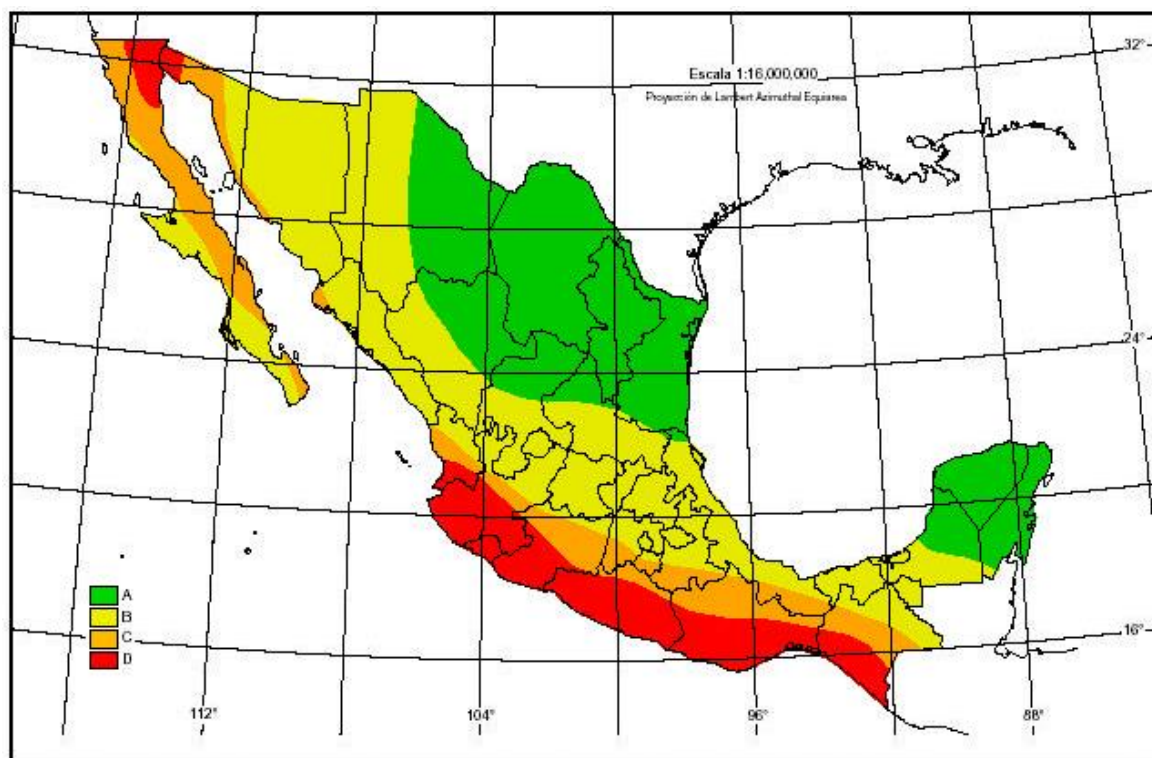 Escala 1:16,000,000
Proyección de Lambert Azimuthal Equiarea
32°
24°
16°
A
B
C
D
112°
104°
96°
88°